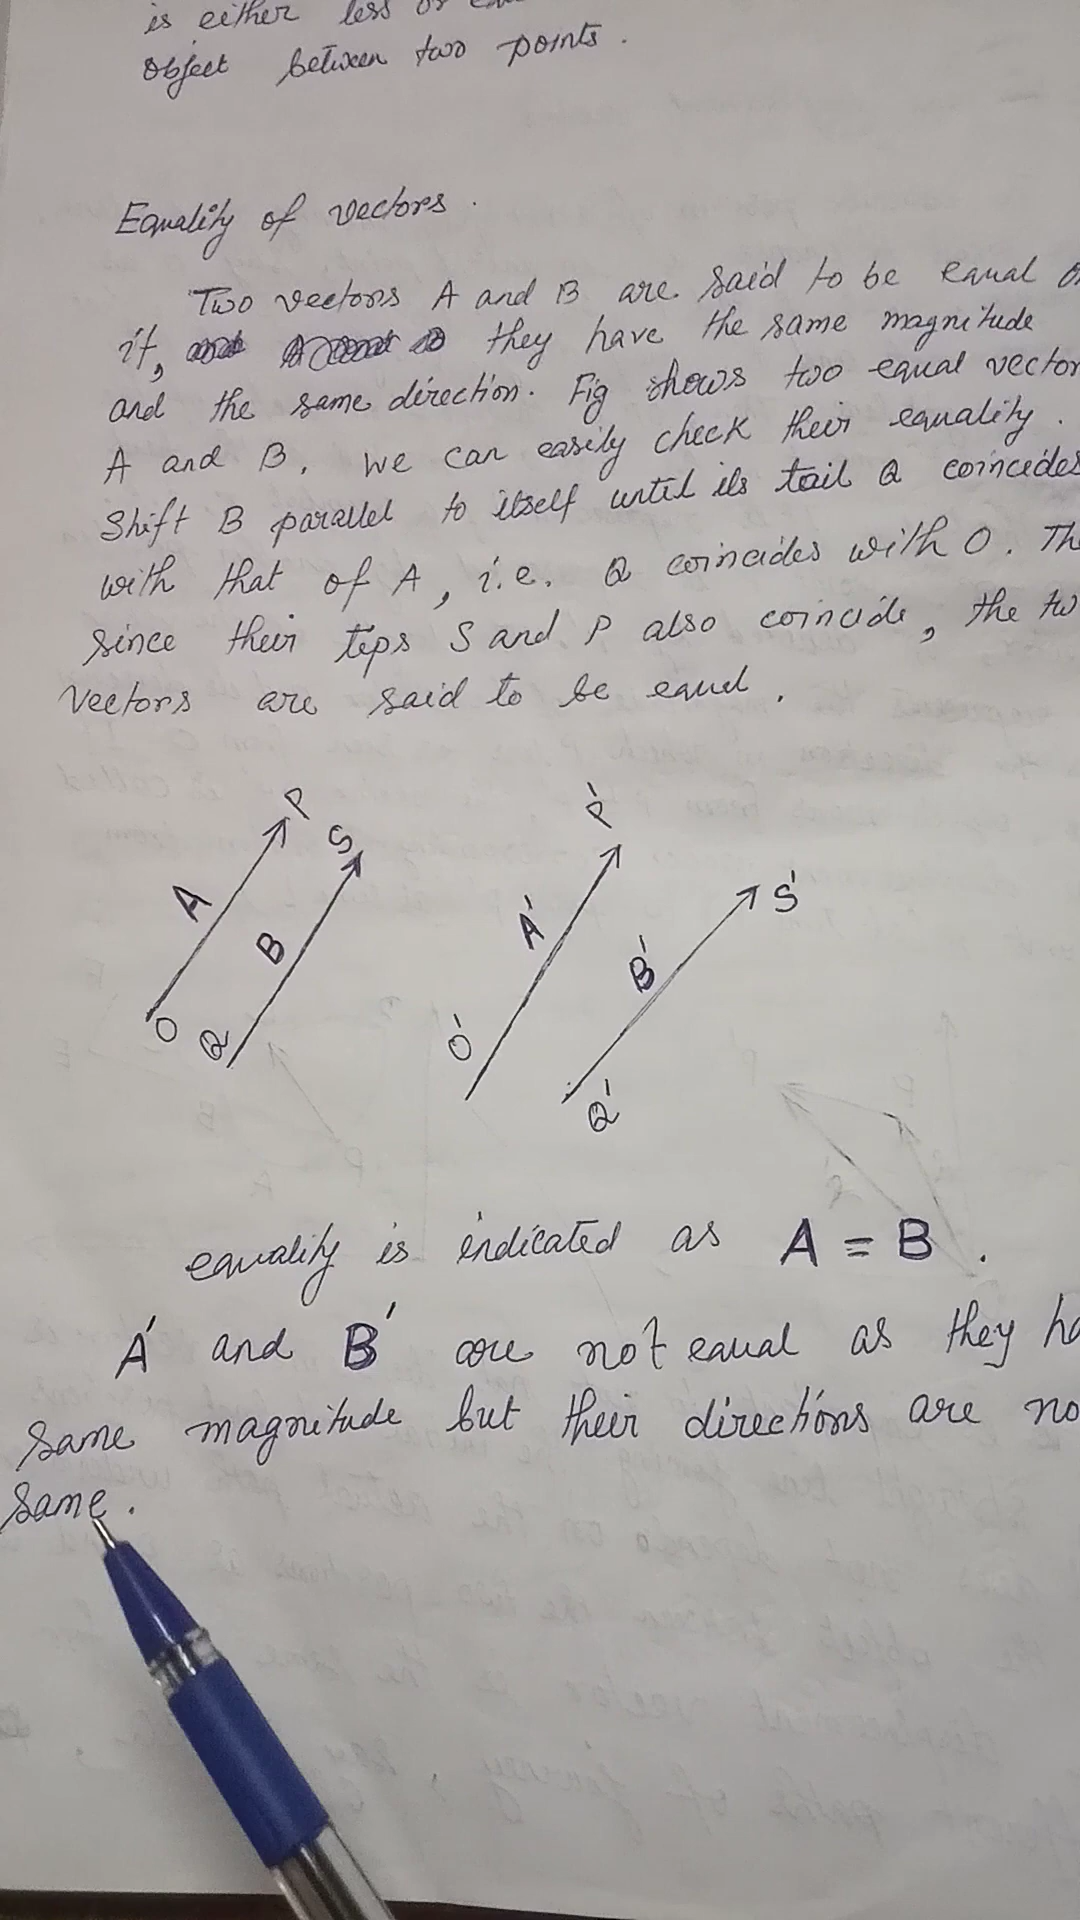 is either less or
object between two points.
Equality of vectors.
Two vectors A and B are said to be equal
if, they have the same magnitude
and the same direction. Fig shows two equal vector
A and B. we can easily check their equality.
Shift B parallel to itself until its tail Q coincides
with that of A, i.e. Q coincides with O. The
since their tips S and P also coincide, the tw
vectors are said to be equal.
P
S
P'
A
S'
A'
B
B'
O
Q
O'
Q'
equality is indicated as A = B.
A' and B' are not equal as they ha
same magnitude but their directions are no
same.